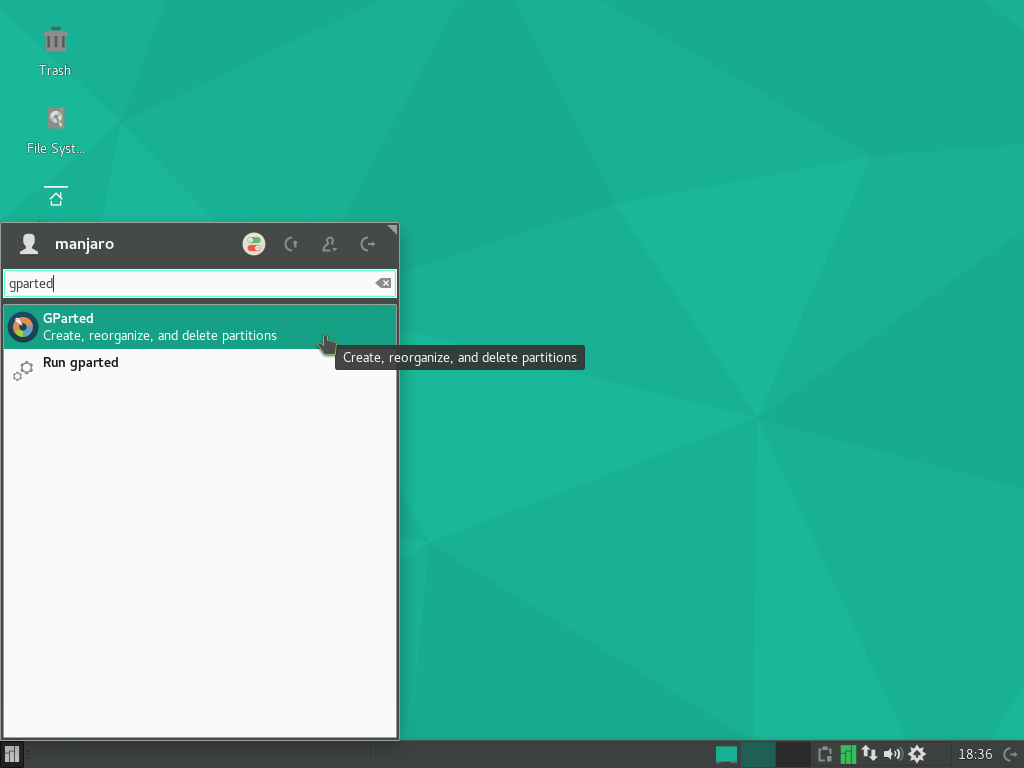 Trash
File Syst...
manjaro
gparted
GParted
Create, reorganize, and delete partitions
Create, reorganize, and delete partitions
Run gparted
18:36